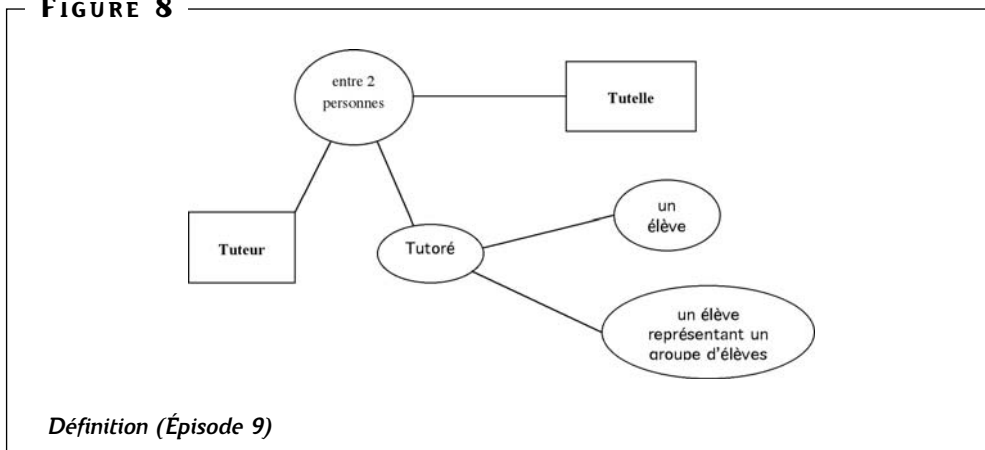 FIGURE 8
entre 2
personnes
Tutelle
Tuteur
Tutoré
un
élève
un élève
représentant un
groupe d'élèves
Définition (Épisode 9)